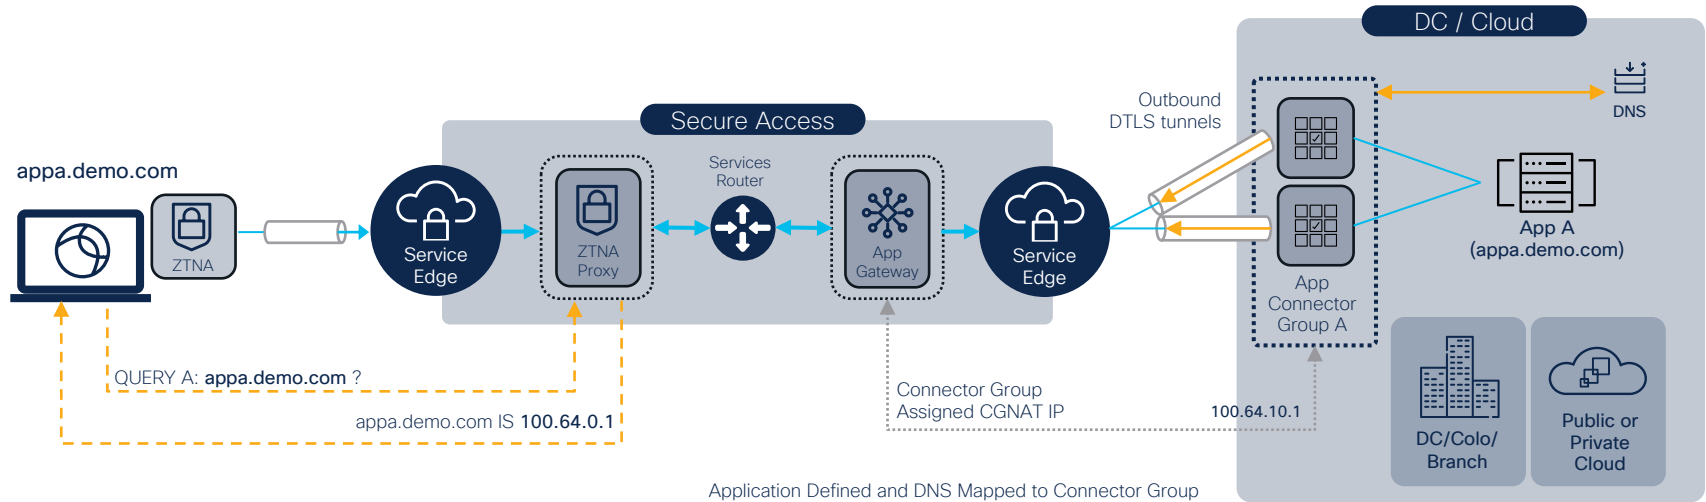 DC / Cloud
Secure Access
Outbound
DTLS tunnels
DNS
appa.demo.com
ZTNA
Service
Edge
ZTNA
Proxy
Services
Router
App
Gateway
Service
Edge
App
Connector
Group A
App A
(appa.demo.com)
QUERY A: appa.demo.com ?
appa.demo.com IS 100.64.0.1
Connector Group
Assigned CGNAT IP
100.64.10.1
DC/Colo/
Branch
Public or
Private
Cloud
Application Defined and DNS Mapped to Connector Group